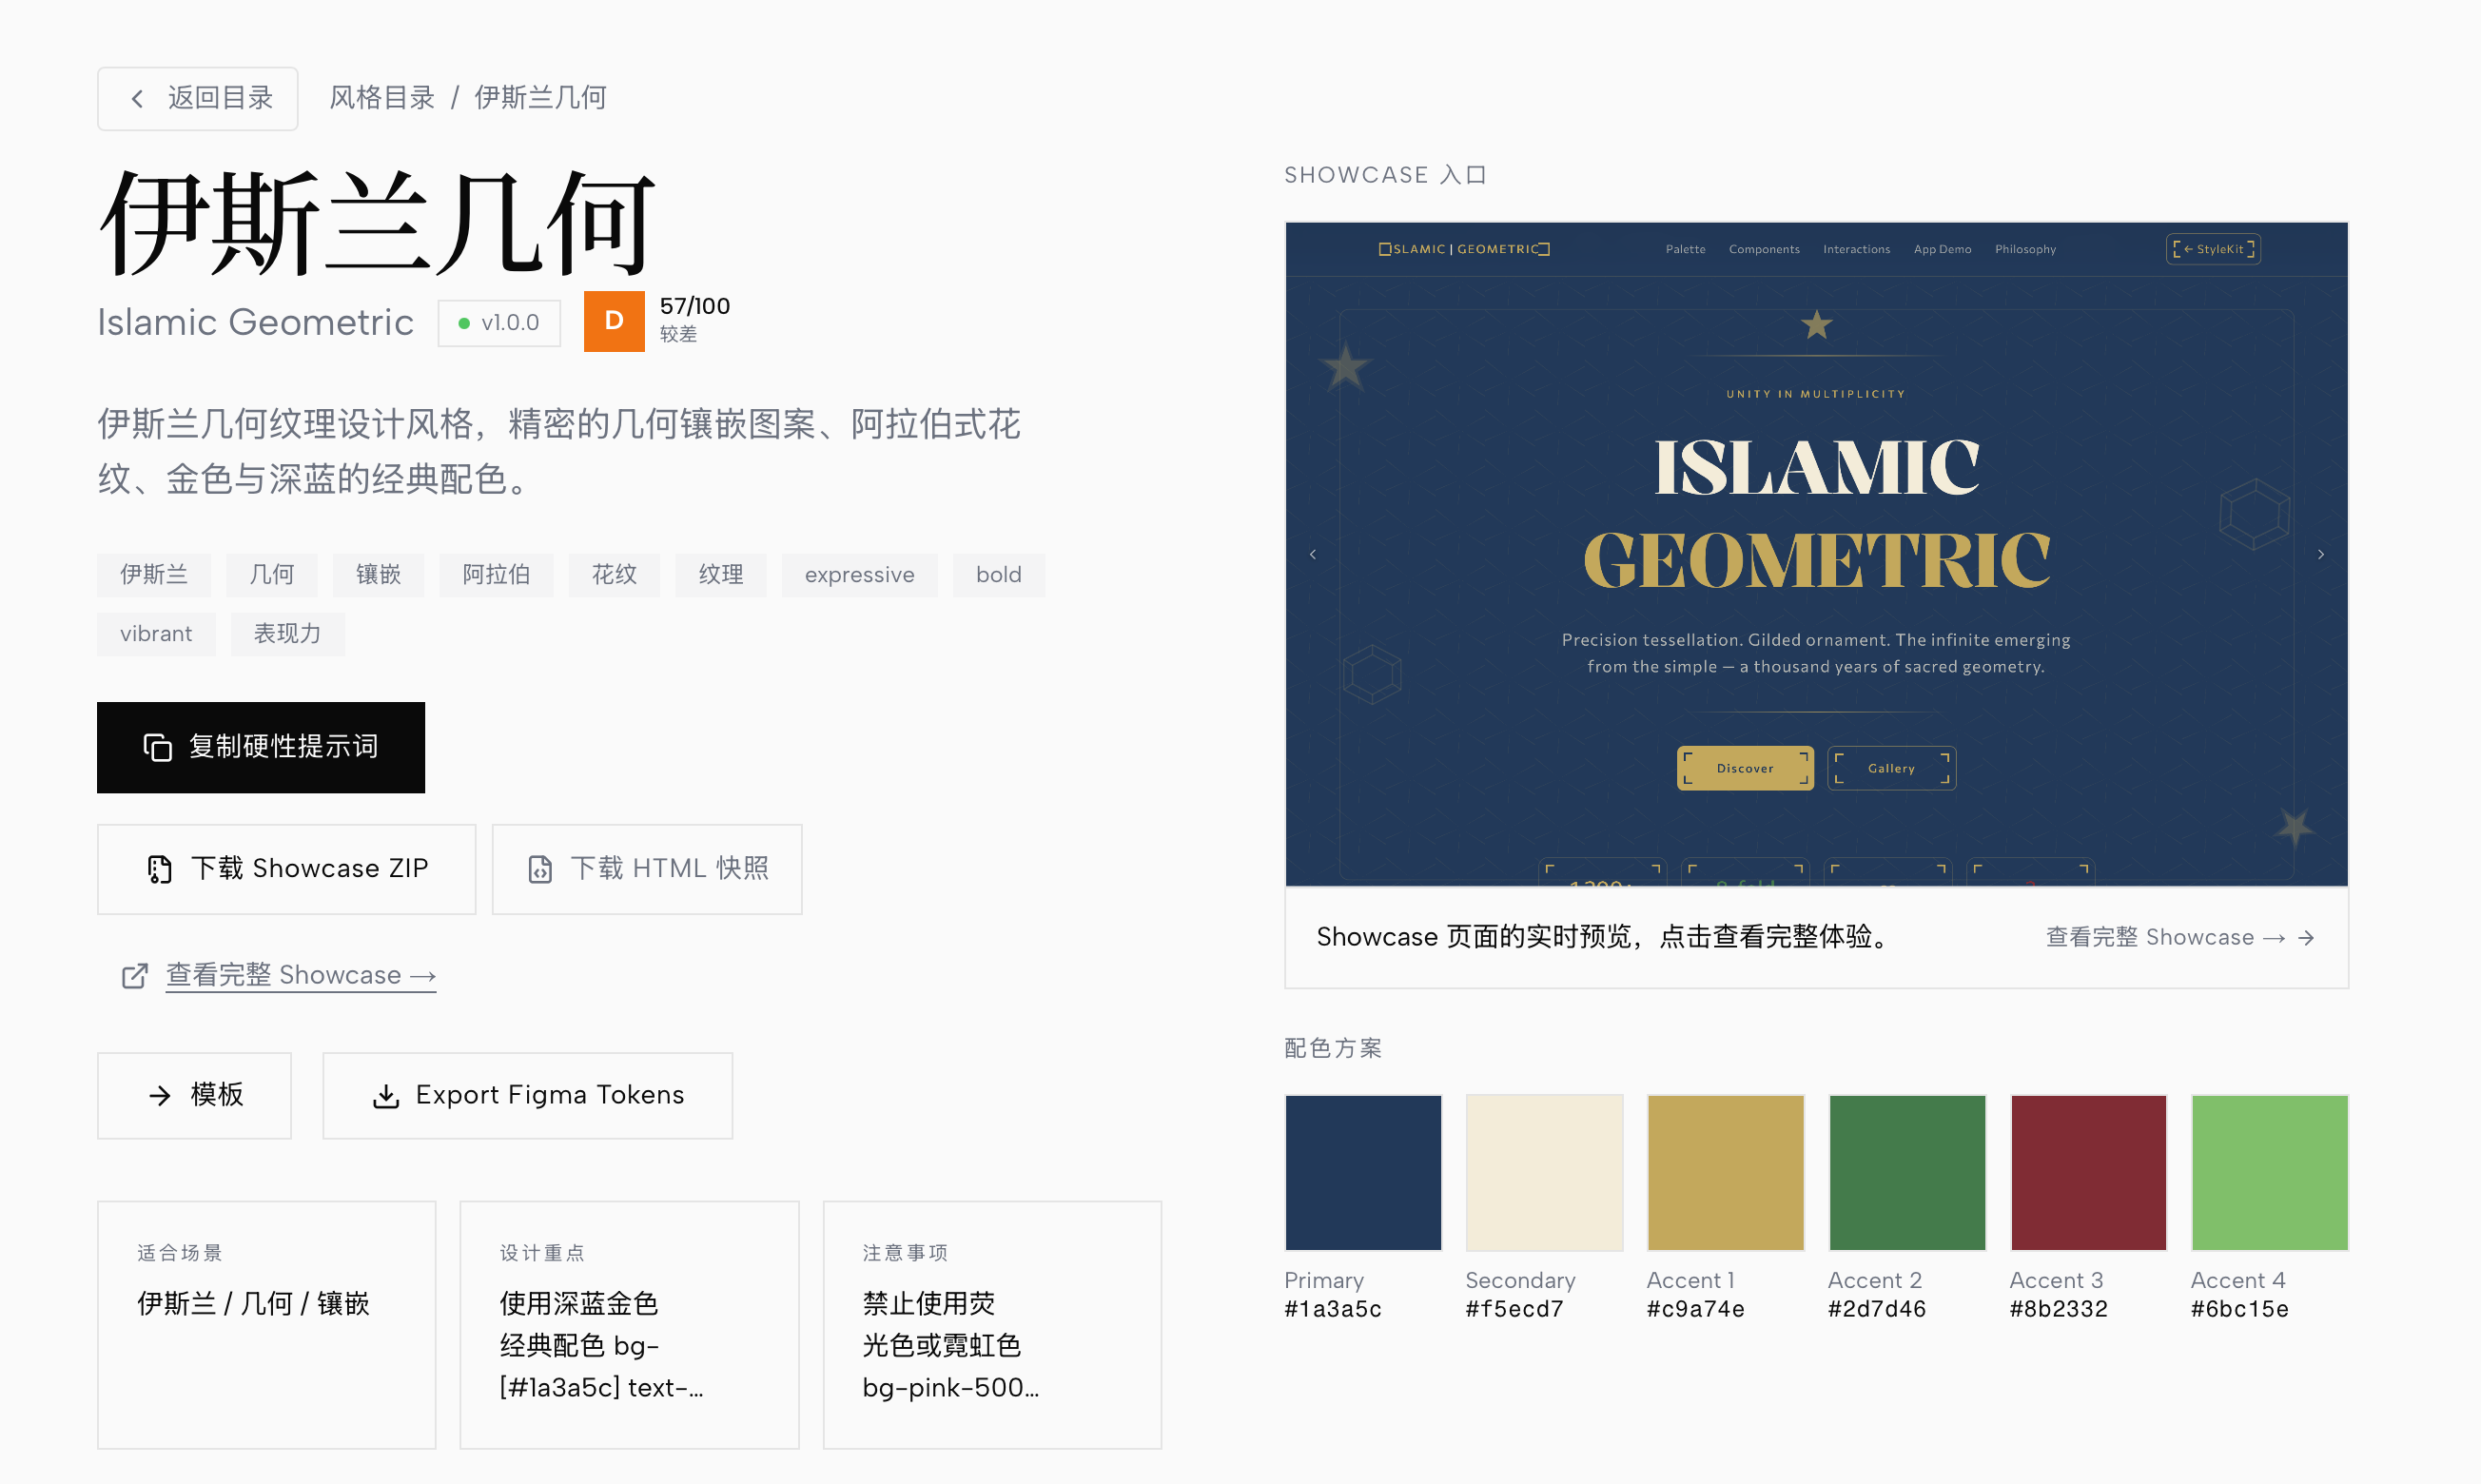 返回目录
风格目录 / 伊斯兰几何
伊斯兰几何
Islamic Geometric
v1.0.0
D
57/100
较差
伊斯兰几何纹理设计风格，精密的几何镶嵌图案、阿拉伯式花
纹、金色与深蓝的经典配色。
伊斯兰 几何 镶嵌 阿拉伯 花纹 纹理 expressive bold
vibrant 表现力
复制硬性提示词
下载 Showcase ZIP
下载 HTML 快照
查看完整 Showcase →
模板
Export Figma Tokens
适合场景
伊斯兰 / 几何 / 镶嵌
设计重点
使用深蓝金色
经典配色 bg-
[#1a3a5c] text-...
注意事项
禁止使用荧
光色或霓虹色
bg-pink-500...
SHOWCASE 入口
ISLAMIC | GEOMETRIC
Palette Components Interactions App Demo Philosophy
← StyleKit
UNITY IN MULTIPLICITY
ISLAMIC
GEOMETRIC
Precision tessellation. Gilded ornament. The infinite emerging
from the simple — a thousand years of sacred geometry.
Discover
Gallery
Showcase 页面的实时预览，点击查看完整体验。
查看完整 Showcase →
配色方案
Primary
#1a3a5c
Secondary
#f5ecd7
Accent 1
#c9a74e
Accent 2
#2d7d46
Accent 3
#8b2332
Accent 4
#6bc15e